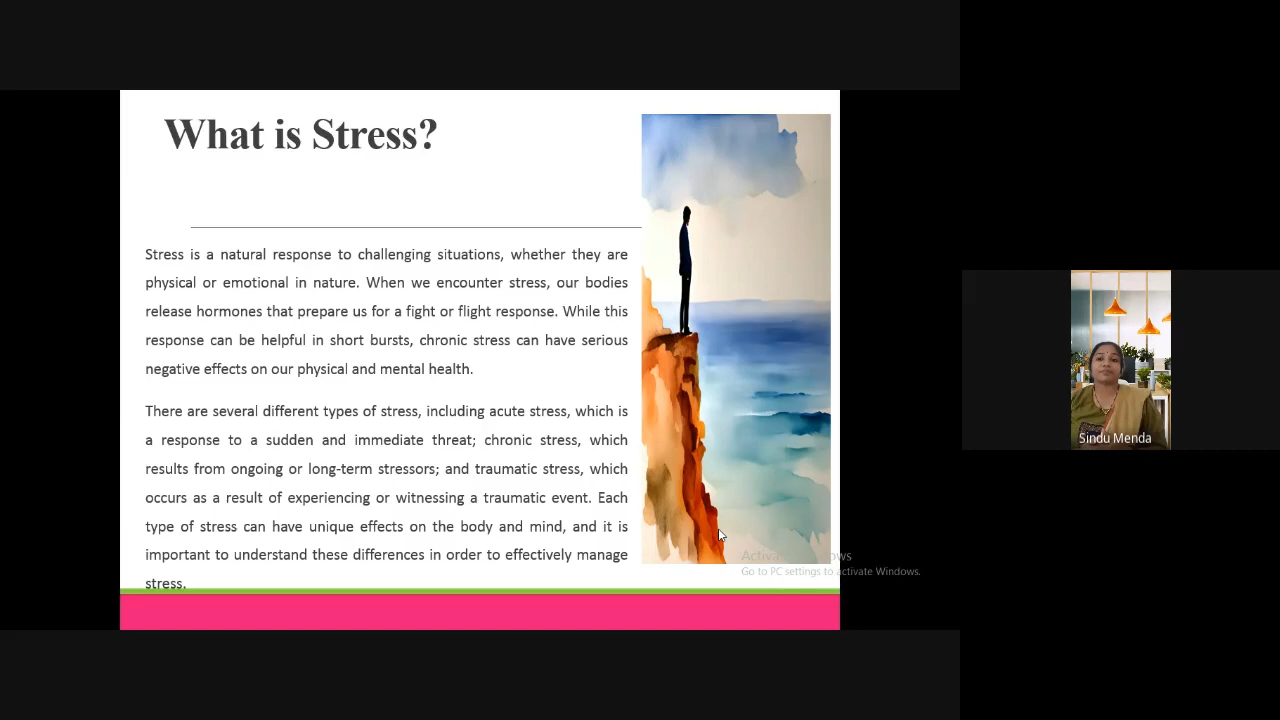 What is Stress?
Stress is a natural response to challenging situations, whether they are
physical or emotional in nature. When we encounter stress, our bodies
release hormones that prepare us for a fight or flight response. While this
response can be helpful in short bursts, chronic stress can have serious
negative effects on our physical and mental health.
There are several different types of stress, including acute stress, which is
a response to a sudden and immediate threat; chronic stress, which
results from ongoing or long-term stressors; and traumatic stress, which
occurs as a result of experiencing or witnessing a traumatic event. Each
type of stress can have unique effects on the body and mind, and it is
important to understand these differences in order to effectively manage
stress.
Activate Windows
Go to PC settings to activate Windows.
Sindu Menda